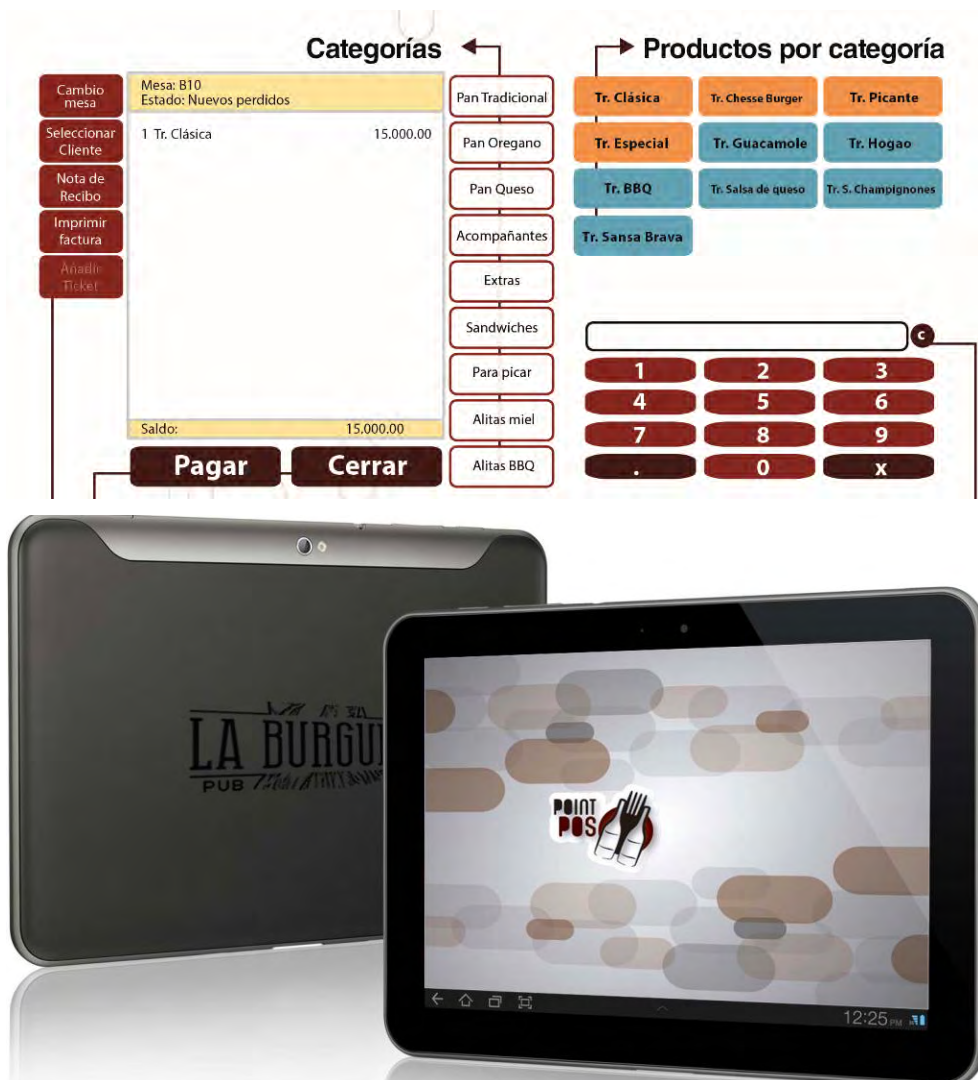 Categorías
Productos por categoría
Cambio
mesa
Seleccionar
Cliente
Nota de
Recibo
Imprimir
factura
Añadir
Ticket
Mesa: B10
Estado: Nuevos perdidos
1 Tr. Clásica 15.000.00
Saldo: 15.000.00
Pagar
Cerrar
Pan Tradicional
Pan Oregano
Pan Queso
Acompañantes
Extras
Sandwiches
Para picar
Alitas miel
Alitas BBQ
Tr. Clásica
Tr. Chesse Burger
Tr. Picante
Tr. Especial
Tr. Guacamole
Tr. Hogao
Tr. BBQ
Tr. Salsa de queso
Tr. S. Champignones
Tr. Sansa Brava
C
1 2 3
4 5 6
7 8 9
. 0 x
LA BURGU
PUB
POINT
POS
12:25 PM